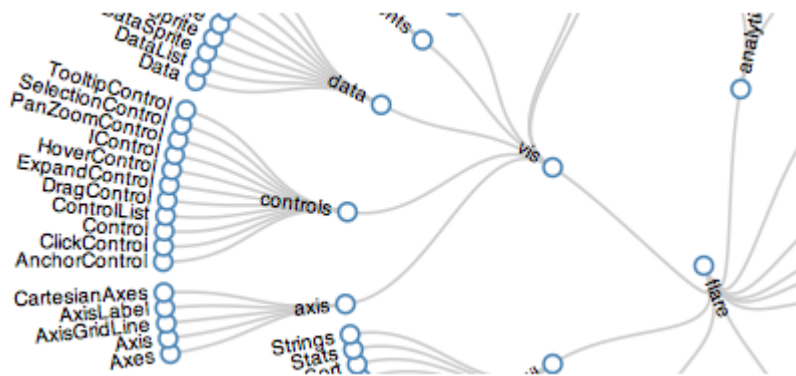 DataSprite
DataList
Data
TooltipControl
SelectionControl
PanZoomControl
IControl
HoverControl
ExpandControl
DragControl
ControlList
Control
ClickControl
AnchorControl
CartesianAxes
AxisLabel
AxisGridLine
Axis
Axes
data
controls
axis
Strings
Stats
Sort
vis
flare